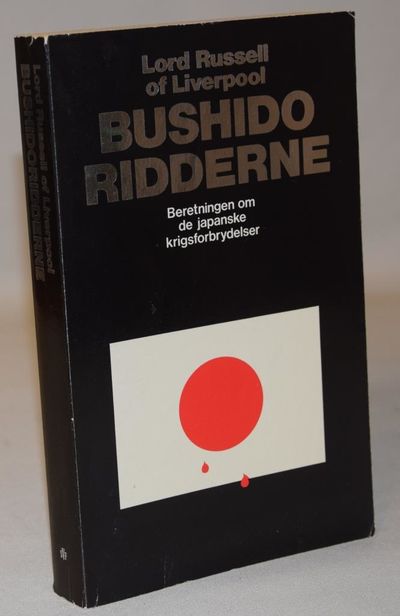 Lord Russell
of Liverpool
BUSHIDO
RIDDERNE
Beretningen om
de japanske
krigsforbrydelser
Lord Russell of Liverpool
BUSHIDORIDDERNE